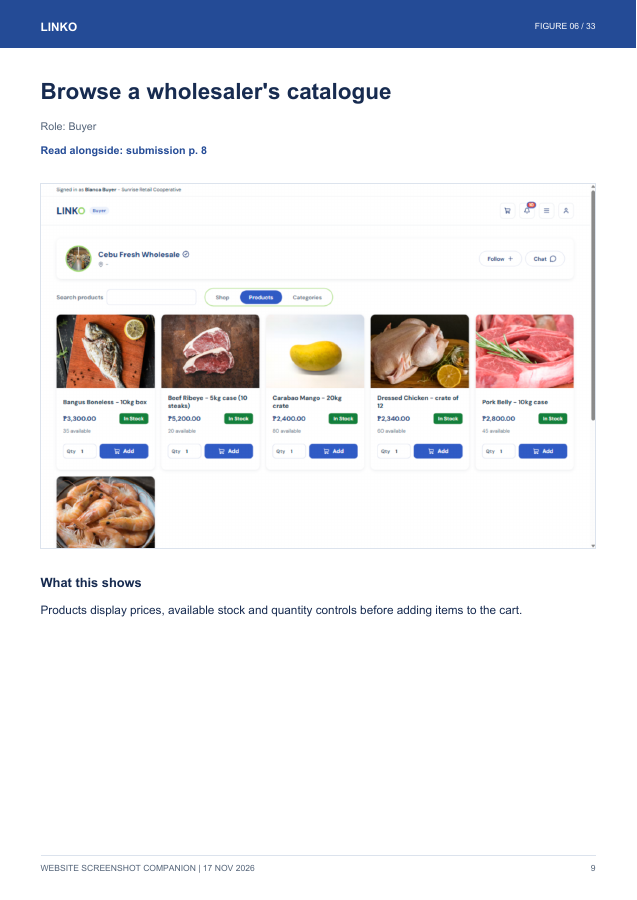 LINKO
FIGURE 06 / 33
Browse a wholesaler's catalogue
Role: Buyer
Read alongside: submission p. 8
Signed in as Bianca Buyer - Sunrise Retail Cooperative
LINKO Buyer
Cebu Fresh Wholesale
Follow +
Chat
Search products
Shop
Products
Categories
Bangus Boneless - 10kg box
₱3,300.00
In Stock
available
Qty 1
Add
Beef Ribeye - 5kg case (10
steaks)
₱5,200.00
In Stock
available
Qty 1
Add
Carabao Mango - 20kg
crate
₱2,400.00
In Stock
available
Qty 1
Add
Dressed Chicken - crate of
12
₱2,340.00
In Stock
available
Qty 1
Add
Pork Belly - 10kg case
₱2,800.00
In Stock
available
Qty 1
Add
What this shows
Products display prices, available stock and quantity controls before adding items to the cart.
WEBSITE SCREENSHOT COMPANION | 17 NOV 2026
9